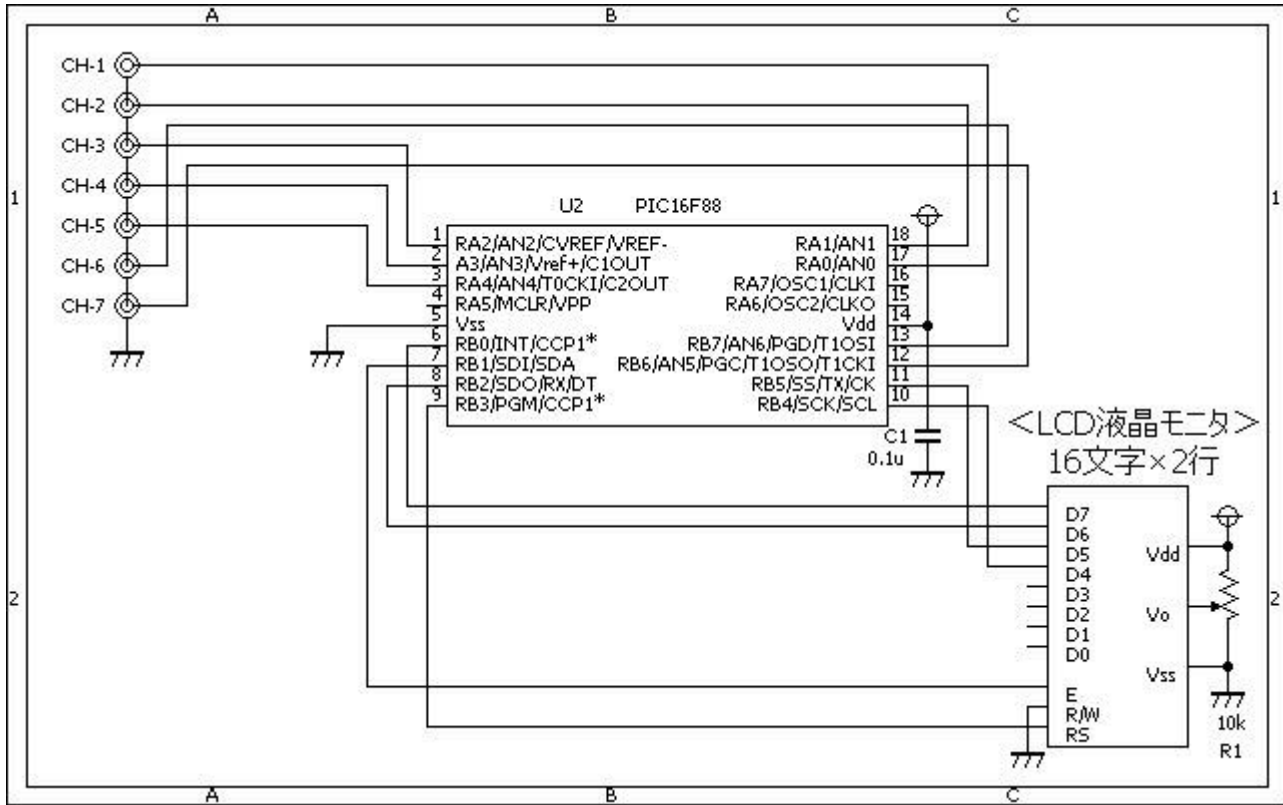 A B C
CH-1
CH-2
CH-3
CH-4
CH-5
CH-6
CH-7
1 1
U2 PIC16F88
1 RA2/AN2/CVREF/VREF- RA1/AN1 18
2 A3/AN3/Vref+/C1OUT RA0/AN0 17
3 RA4/AN4/T0CKI/C2OUT RA7/OSC1/CLKI 16
4 RA5/MCLR/VPP RA6/OSC2/CLKO 15
5 Vss Vdd 14
6 RB0/INT/CCP1* RB7/AN6/PGD/T1OSI 13
7 RB1/SDI/SDA RB6/AN5/PGC/T1OSO/T1CKI 12
8 RB2/SDO/RX/DT RB5/SS/TX/CK 11
9 RB3/PGM/CCP1* RB4/SCK/SCL 10
C1
0.1u
<LCD液晶モニタ>
16文字×2行
D7
D6
D5 Vdd
D4
D3
D2 Vo
D1
D0
Vss
E
R/W
RS
10k
R1
2 2
A B C